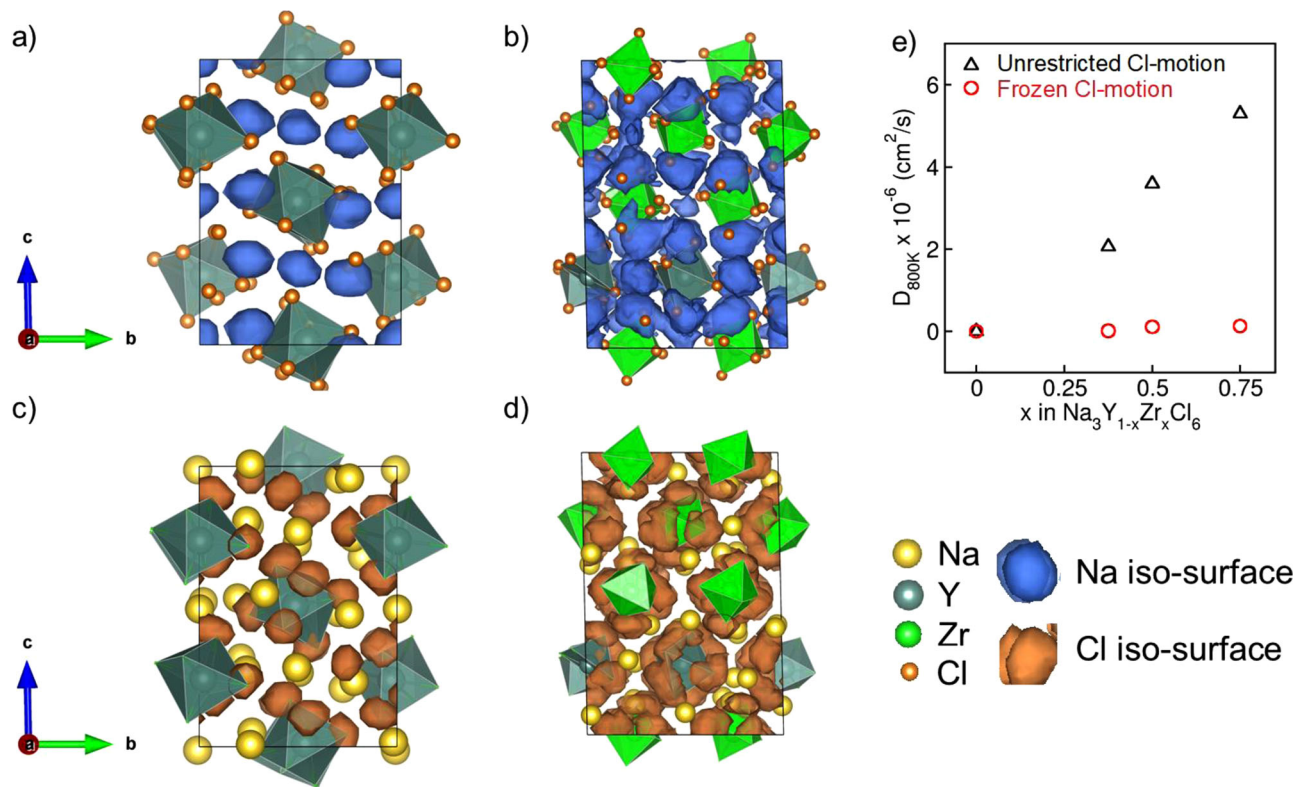 a)
b)
e)
Unrestricted Cl-motion
Frozen Cl-motion
6
4
2
0
D800K x 10-6 (cm2/s)
0
0.25
0.5
0.75
x in Na3Y1-xZrxCl6
c
a
b
c)
d)
c
a
b
Na
Y
Zr
Cl
Na iso-surface
Cl iso-surface